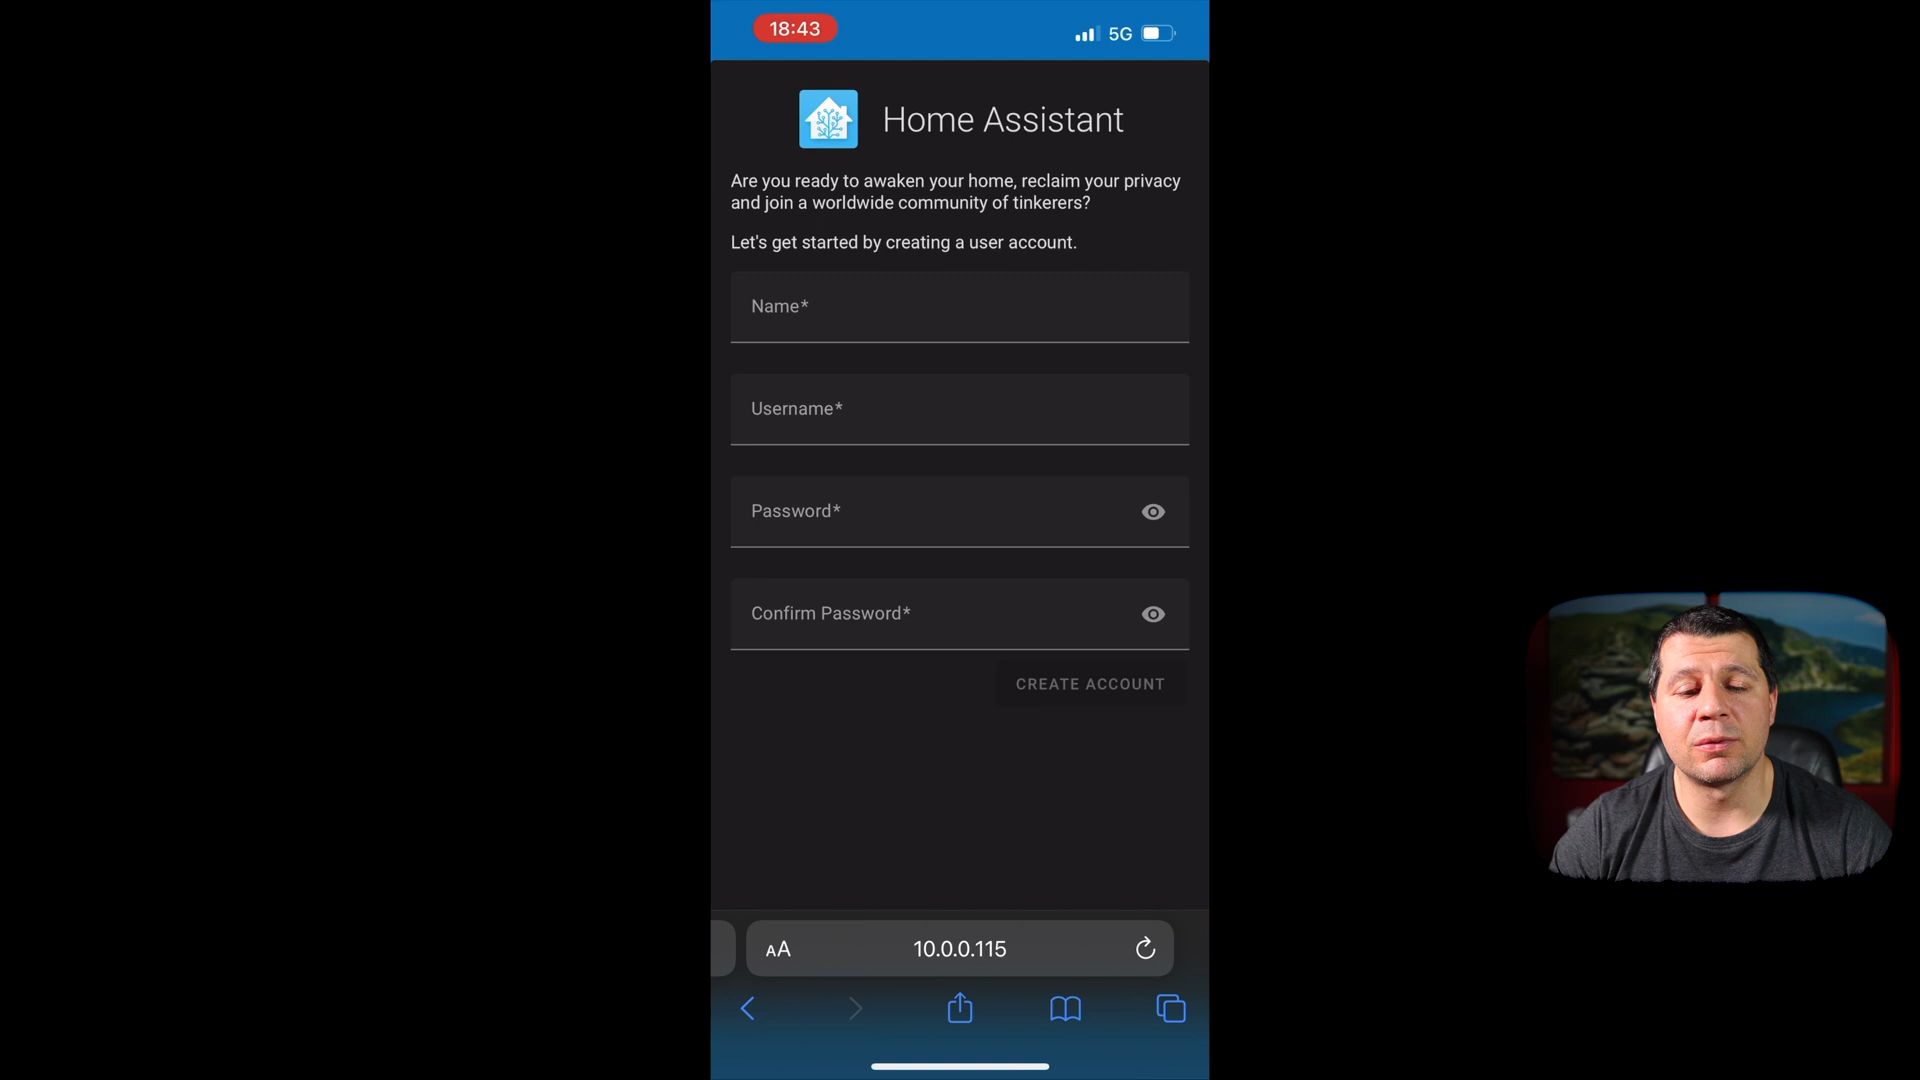 18:43
5G
Home Assistant
Are you ready to awaken your home, reclaim your privacy
and join a worldwide community of tinkerers?
Let's get started by creating a user account.
Name*
Username*
Password*
Confirm Password*
CREATE ACCOUNT
AA
10.0.0.115